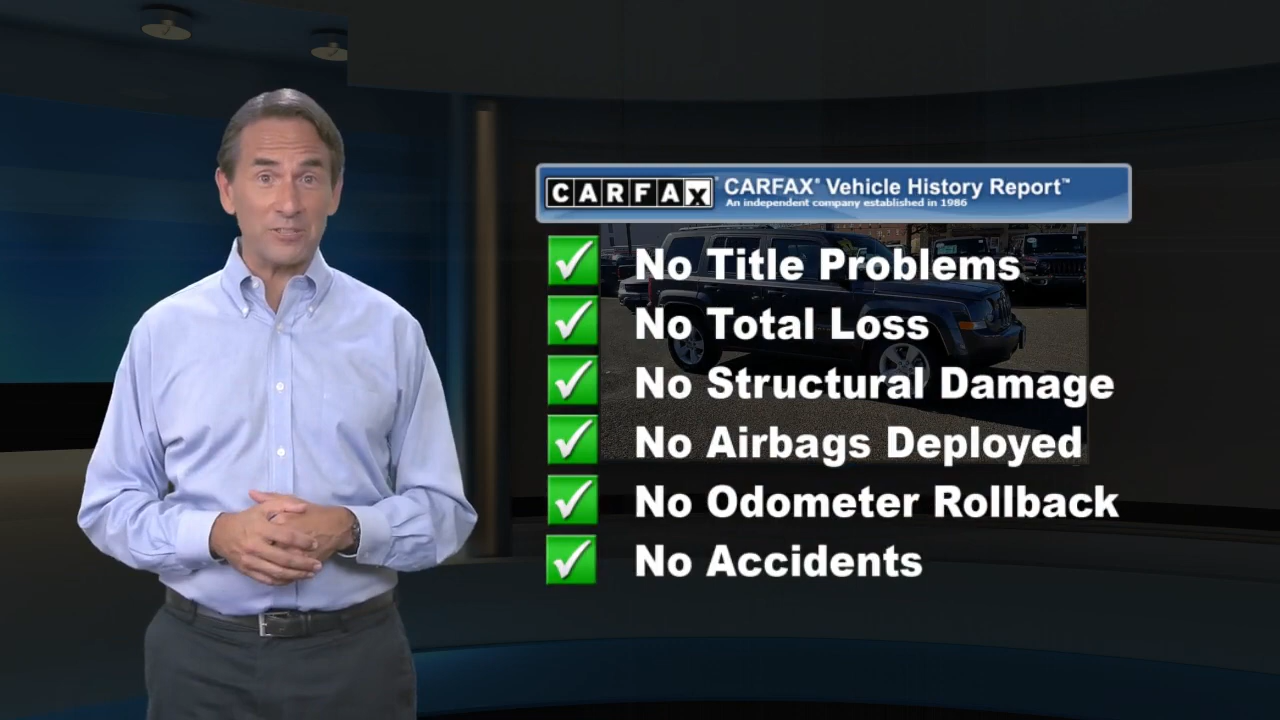 CARFAX
CARFAX® Vehicle History Report™
An independent company established in 1986
No Title Problems
No Total Loss
No Structural Damage
No Airbags Deployed
No Odometer Rollback
No Accidents